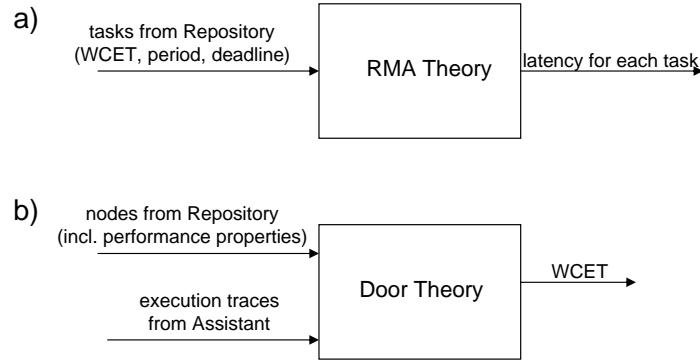 a)
tasks from Repository
(WCET, period, deadline)
RMA Theory
latency for each task
b)
nodes from Repository
(incl. performance properties)
Door Theory
WCET
execution traces
from Assistant